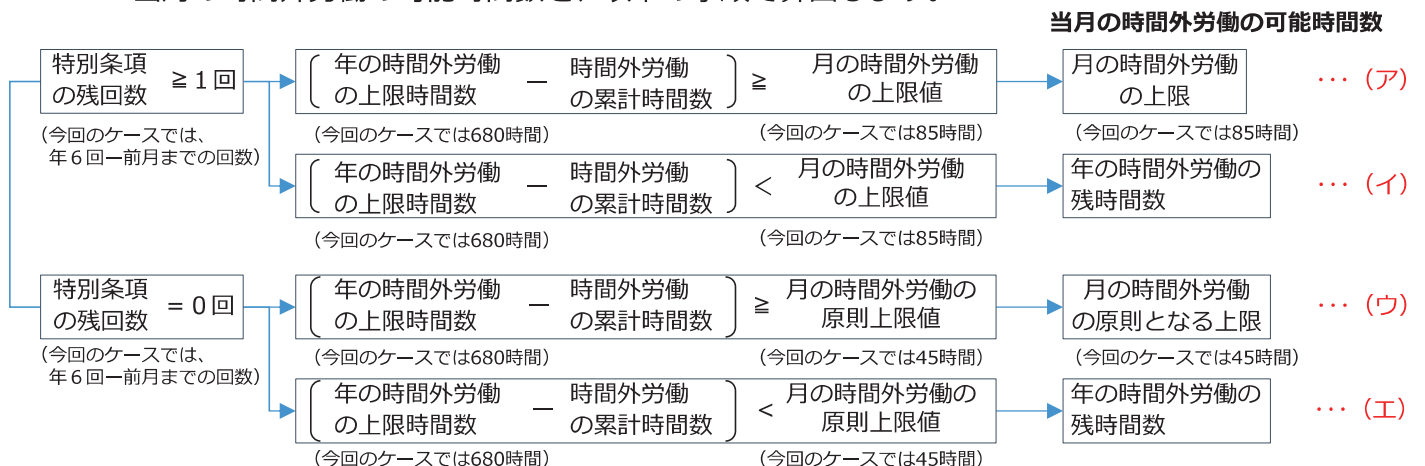 当月の時間外労働の可能時間数
特別条項
の残回数
≧１回
年の時間外労働
の上限時間数
－
時間外労働
の累計時間数
≧
月の時間外労働
の上限値
月の時間外労働
の上限
･･･（ア）
（今回のケースでは、
年６回ー前月までの回数）
（今回のケースでは680時間）
（今回のケースでは85時間）
（今回のケースでは85時間）
年の時間外労働
の上限時間数
－
時間外労働
の累計時間数
＜
月の時間外労働
の上限値
年の時間外労働の
残時間数
･･･（イ）
（今回のケースでは680時間）
（今回のケースでは85時間）
特別条項
の残回数
＝０回
年の時間外労働
の上限時間数
－
時間外労働
の累計時間数
≧
月の時間外労働の
原則上限値
月の時間外労働
の原則となる上限
･･･（ウ）
（今回のケースでは、
年６回ー前月までの回数）
（今回のケースでは680時間）
（今回のケースでは45時間）
（今回のケースでは45時間）
年の時間外労働
の上限時間数
－
時間外労働
の累計時間数
＜
月の時間外労働の
原則上限値
年の時間外労働の
残時間数
･･･（エ）
（今回のケースでは680時間）
（今回のケースでは45時間）